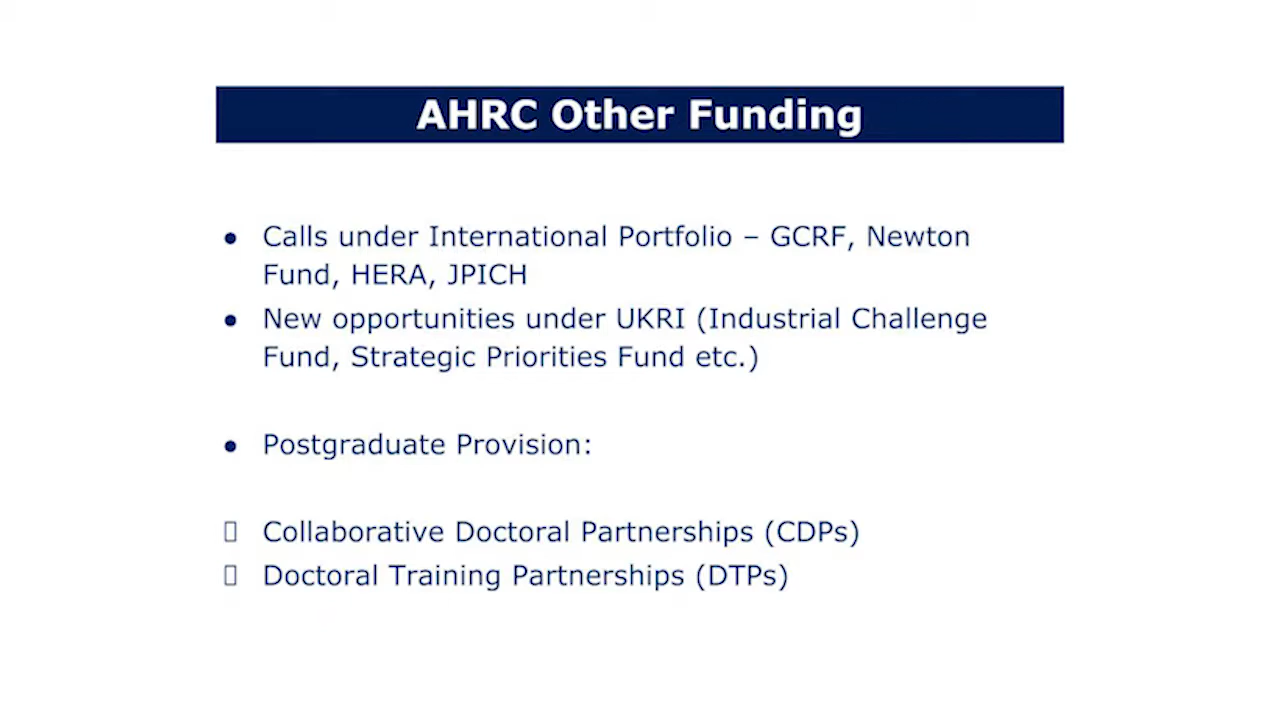 AHRC Other Funding
● Calls under International Portfolio – GCRF, Newton
Fund, HERA, JPICH
● New opportunities under UKRI (Industrial Challenge
Fund, Strategic Priorities Fund etc.)
● Postgraduate Provision:
▯ Collaborative Doctoral Partnerships (CDPs)
▯ Doctoral Training Partnerships (DTPs)